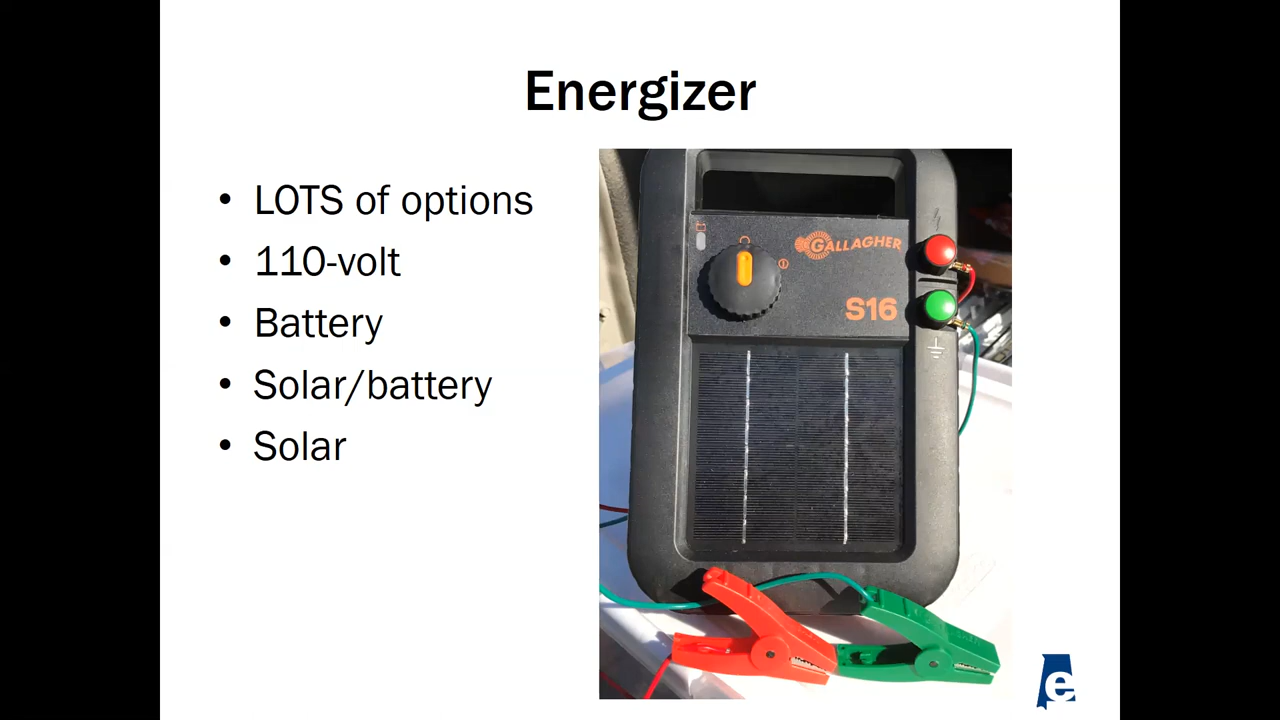 Energizer
• LOTS of options
• 110-volt
• Battery
• Solar/battery
• Solar
GALLAGHER
S16
e